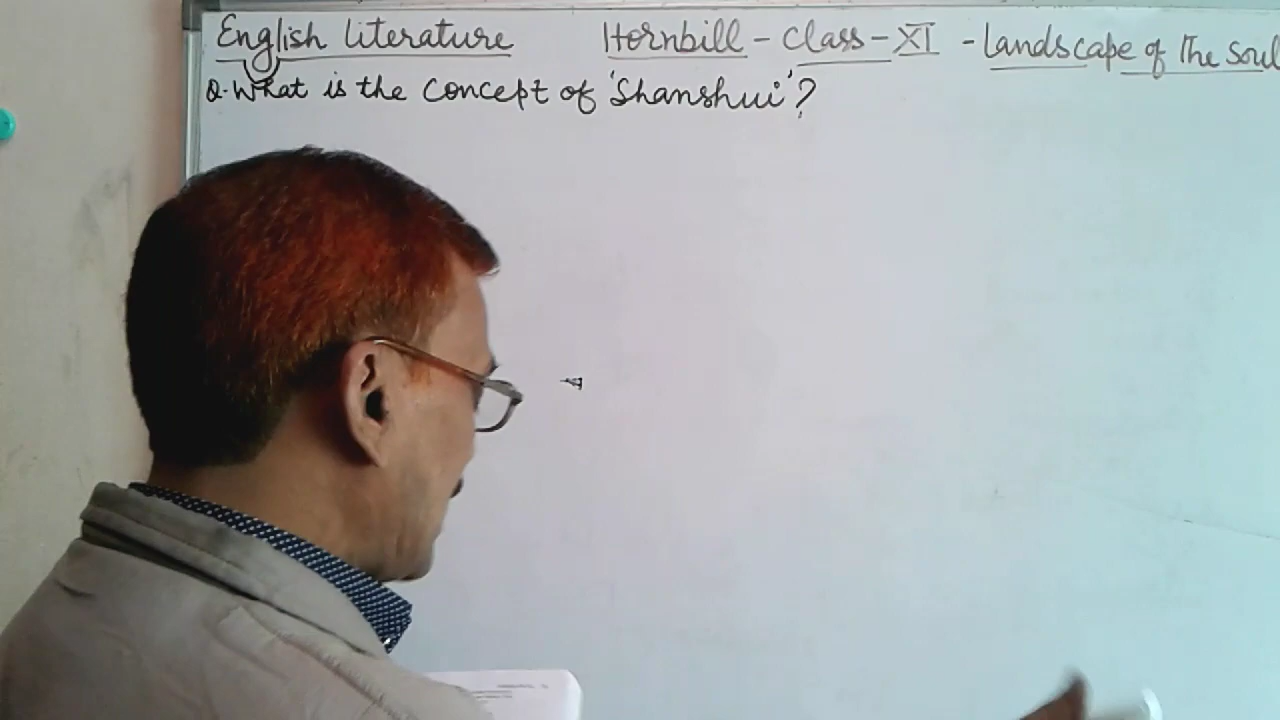 English Literature Hornbill - Class - XI - Landscape of The Soul
Q. What is the Concept of 'Shanshui'?